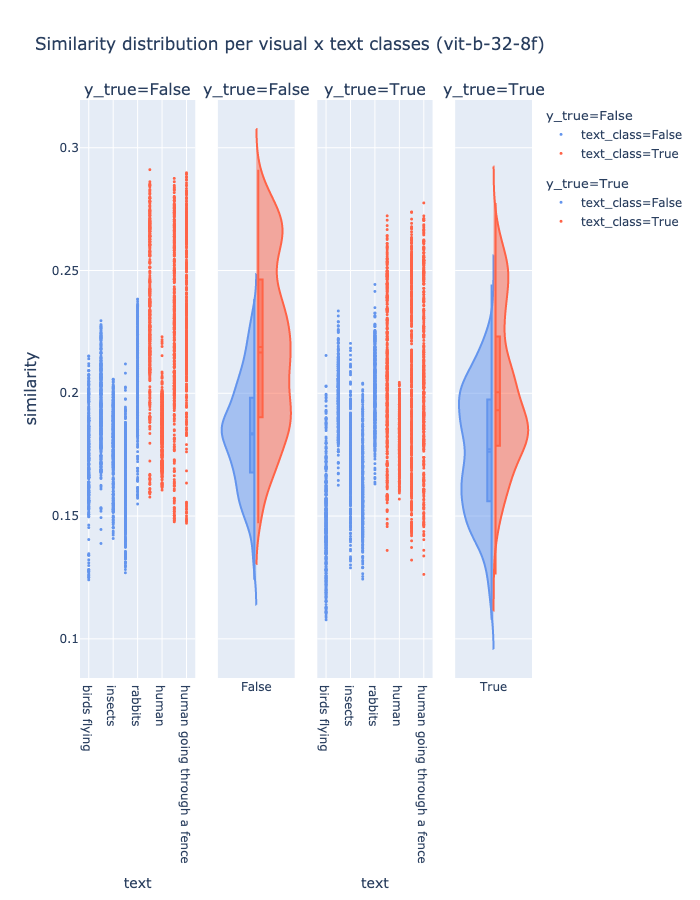 Similarity distribution per visual x text classes (vit-b-32-8f)
y_true=False
y_true=False
y_true=True
y_true=True
y_true=False
text_class=False
text_class=True
y_true=True
text_class=False
text_class=True
similarity
0.3
0.25
0.2
0.15
0.1
birds flying
insects
rabbits
human
human going through a fence
text
False
birds flying
insects
rabbits
human
human going through a fence
text
True